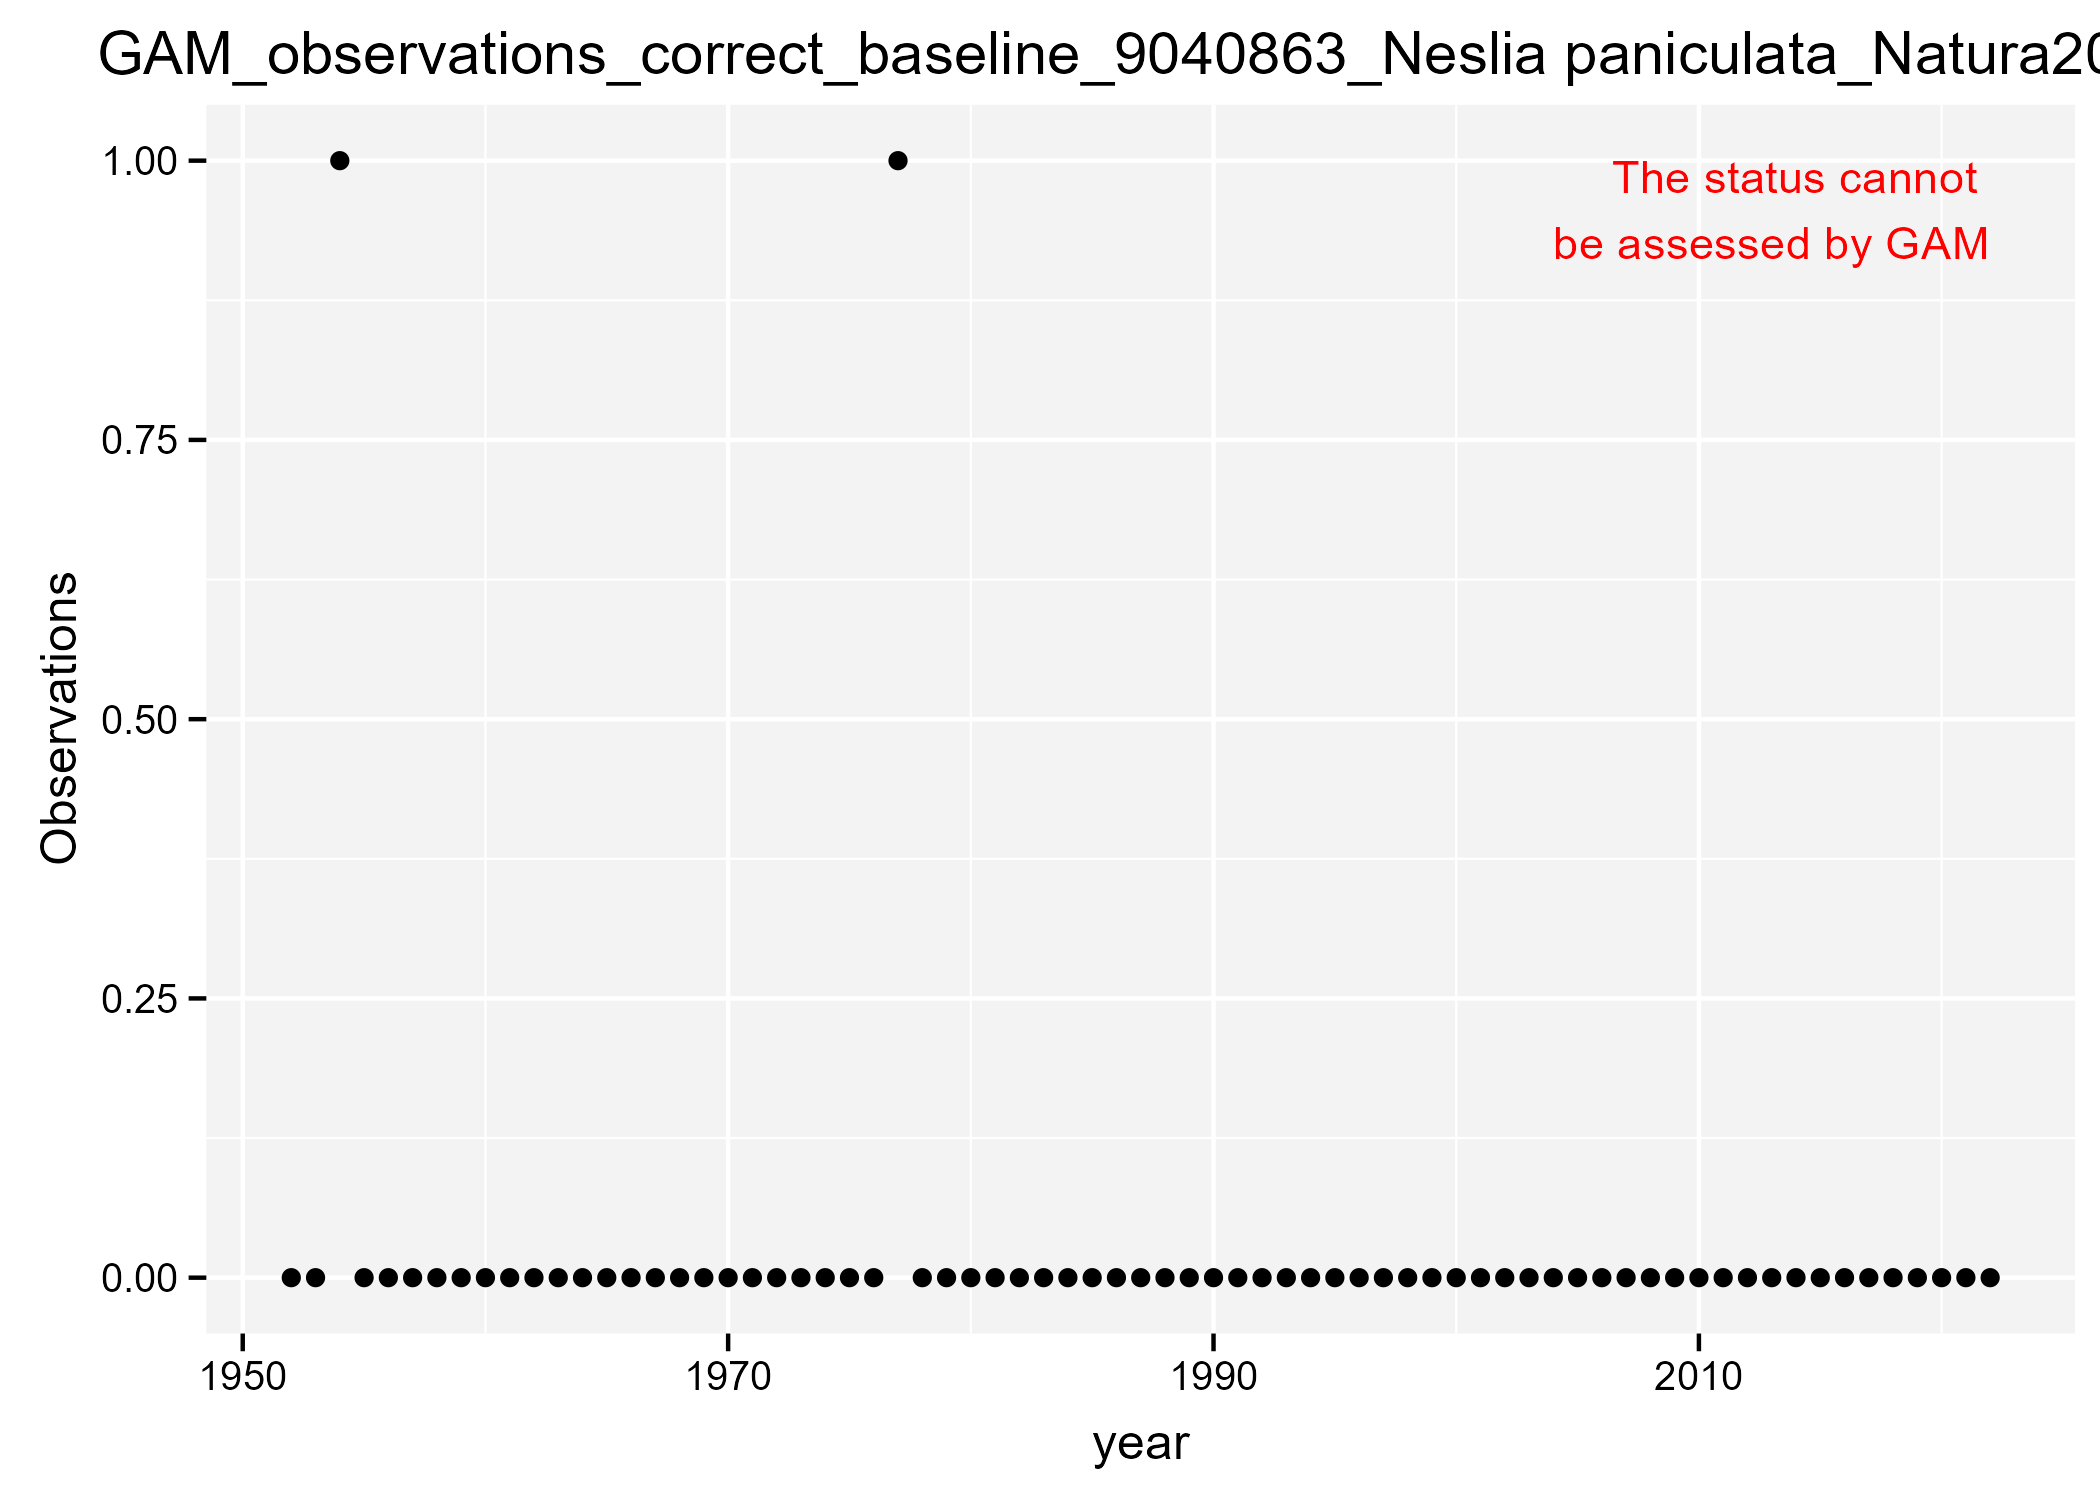 GAM_observations_correct_baseline_9040863_Neslia paniculata_Natura20
1.00
The status cannot
be assessed by GAM
0.75
Observations
0.50
0.25
0.00
1950 1970 1990 2010
year